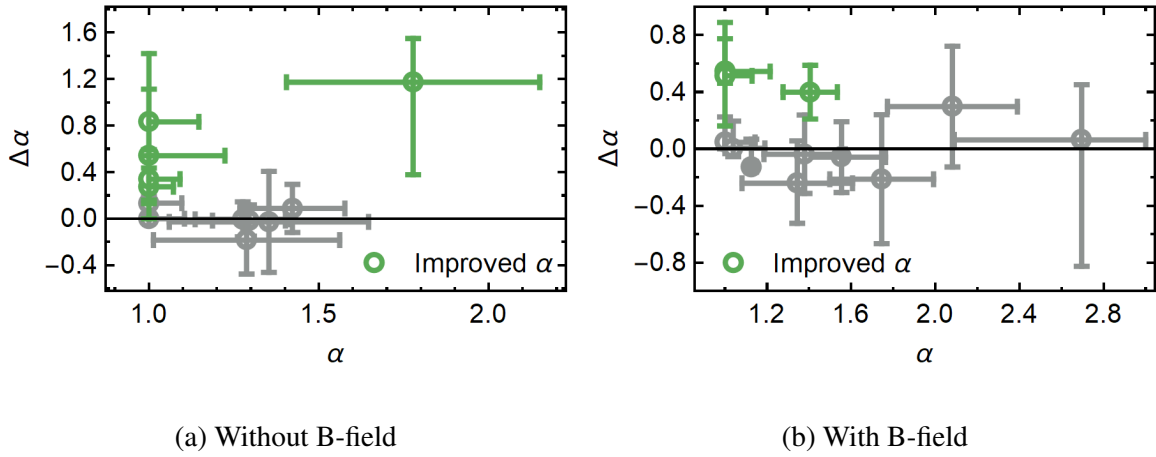 1.6
1.2
0.8
0.4
0.0
−0.4
Δα
1.0 1.5 2.0
α
Improved α
0.8
0.4
0.0
−0.4
−0.8
Δα
1.2 1.6 2.0 2.4 2.8
α
Improved α
(a) Without B-field
(b) With B-field